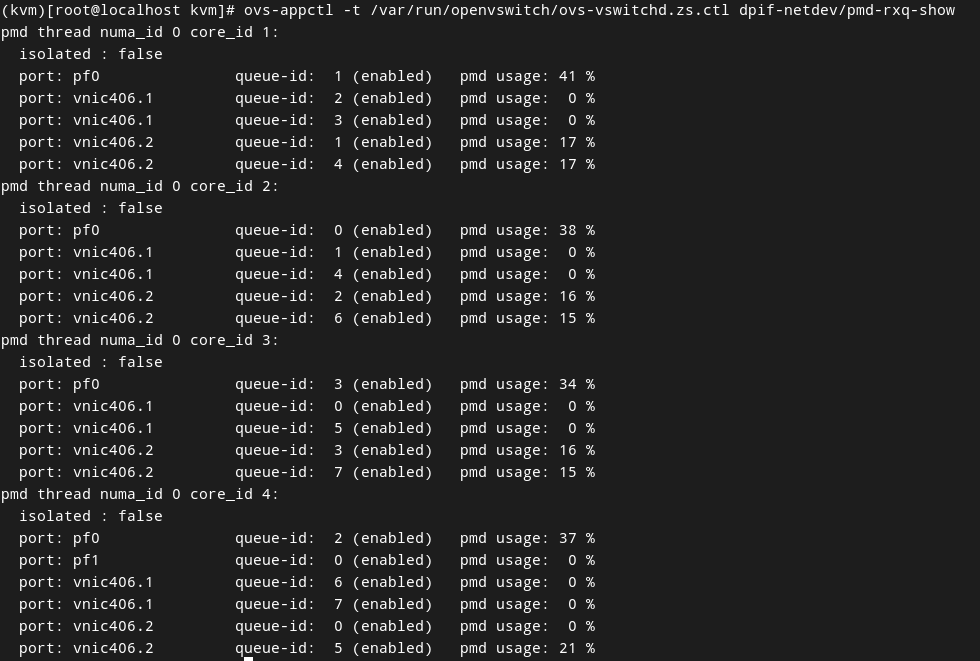 (kvm)[root@localhost kvm]# ovs-appctl -t /var/run/openvswitch/ovs-vswitchd.zs.ctl dpif-netdev/pmd-rxq-show
pmd thread numa_id 0 core_id 1:
  isolated : false
  port: pf0               queue-id:  1 (enabled)   pmd usage: 41 %
  port: vnic406.1         queue-id:  2 (enabled)   pmd usage:  0 %
  port: vnic406.1         queue-id:  3 (enabled)   pmd usage:  0 %
  port: vnic406.2         queue-id:  1 (enabled)   pmd usage: 17 %
  port: vnic406.2         queue-id:  4 (enabled)   pmd usage: 17 %
pmd thread numa_id 0 core_id 2:
  isolated : false
  port: pf0               queue-id:  0 (enabled)   pmd usage: 38 %
  port: vnic406.1         queue-id:  1 (enabled)   pmd usage:  0 %
  port: vnic406.1         queue-id:  4 (enabled)   pmd usage:  0 %
  port: vnic406.2         queue-id:  2 (enabled)   pmd usage: 16 %
  port: vnic406.2         queue-id:  6 (enabled)   pmd usage: 15 %
pmd thread numa_id 0 core_id 3:
  isolated : false
  port: pf0               queue-id:  3 (enabled)   pmd usage: 34 %
  port: vnic406.1         queue-id:  0 (enabled)   pmd usage:  0 %
  port: vnic406.1         queue-id:  5 (enabled)   pmd usage:  0 %
  port: vnic406.2         queue-id:  3 (enabled)   pmd usage: 16 %
  port: vnic406.2         queue-id:  7 (enabled)   pmd usage: 15 %
pmd thread numa_id 0 core_id 4:
  isolated : false
  port: pf0               queue-id:  2 (enabled)   pmd usage: 37 %
  port: pf1               queue-id:  0 (enabled)   pmd usage:  0 %
  port: vnic406.1         queue-id:  6 (enabled)   pmd usage:  0 %
  port: vnic406.1         queue-id:  7 (enabled)   pmd usage:  0 %
  port: vnic406.2         queue-id:  0 (enabled)   pmd usage:  0 %
  port: vnic406.2         queue-id:  5 (enabled)   pmd usage: 21 %